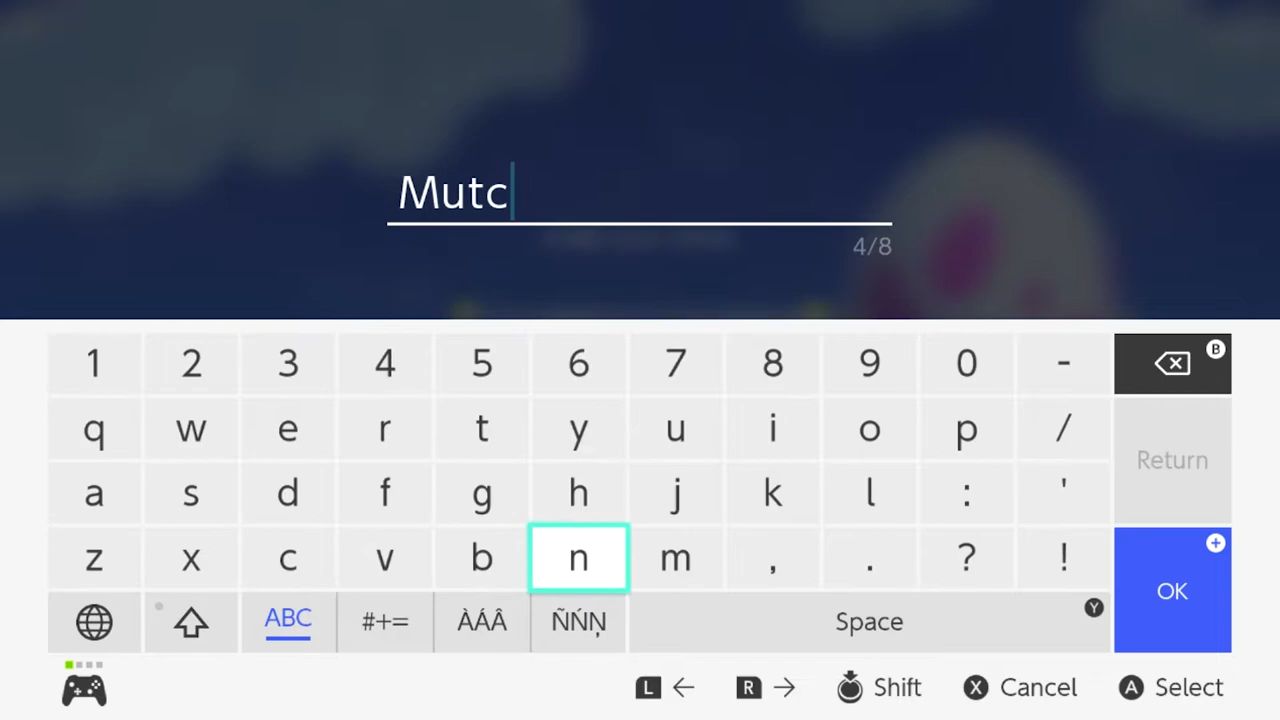 Mutc
4/8
1 2 3 4 5 6 7 8 9 0 - B
q w e r t y u i o p / Return
a s d f g h j k l : '
z x c v b n m , . ? ! OK +
ABC #+= ÀÁÂ ÑŃŅ Space Y
L ← R → Shift X Cancel A Select